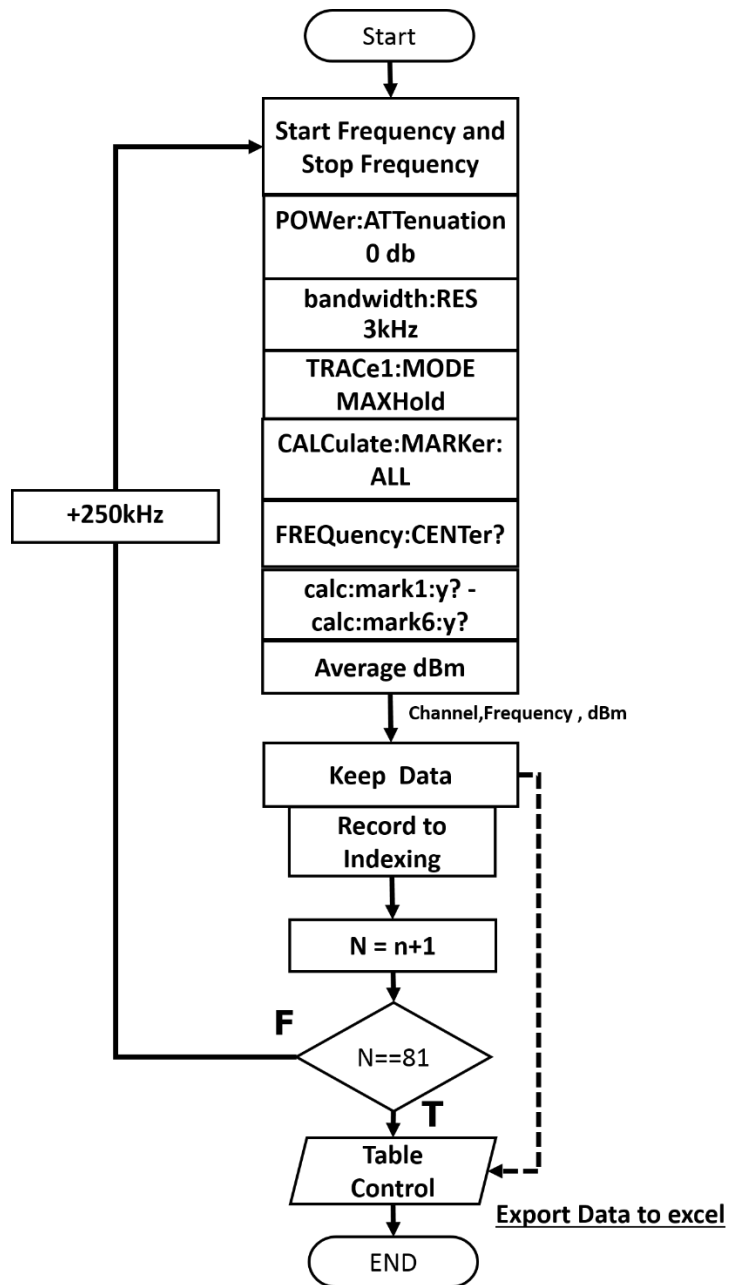 Start
Start Frequency and
Stop Frequency
POWer:ATTenuation
0 db
bandwidth:RES
3kHz
TRACe1:MODE
MAXHold
CALCulate:MARKer:
ALL
+250kHz
FREQuency:CENTer?
calc:mark1:y? -
calc:mark6:y?
Average dBm
Channel,Frequency , dBm
Keep Data
Record to
Indexing
N = n+1
F
N==81
T
Table
Control
Export Data to excel
END